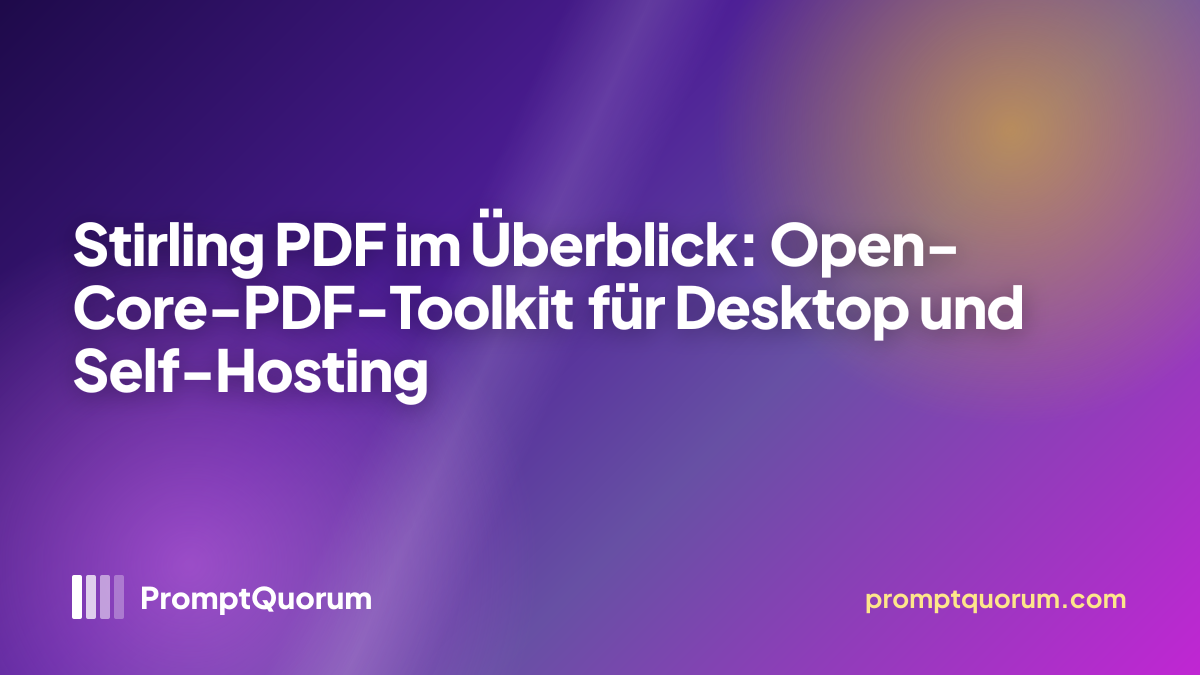 Stirling PDF im Überblick: Open-
Core-PDF-Toolkit für Desktop und
Self-Hosting
PromptQuorum
promptquorum.com